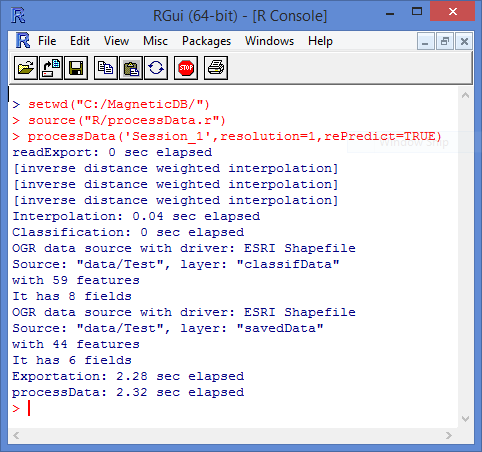 RGui (64-bit) - [R Console]
File Edit View Misc Packages Windows Help
STOP
> setwd("C:/MagneticDB/")
> source("R/processData.r")
> processData('Session_1',resolution=1,rePredict=TRUE)
readExport: 0 sec elapsed
[inverse distance weighted interpolation]
[inverse distance weighted interpolation]
[inverse distance weighted interpolation]
Interpolation: 0.04 sec elapsed
Classification: 0 sec elapsed
OGR data source with driver: ESRI Shapefile
Source: "data/Test", layer: "classifData"
with 59 features
It has 8 fields
OGR data source with driver: ESRI Shapefile
Source: "data/Test", layer: "savedData"
with 44 features
It has 6 fields
Exportation: 2.28 sec elapsed
processData: 2.32 sec elapsed
>